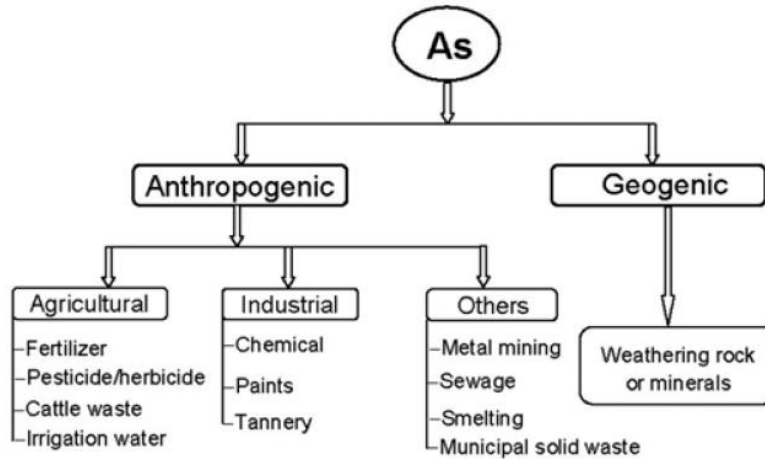 As
Anthropogenic
Geogenic
Agricultural
Fertilizer
Pesticide/herbicide
Cattle waste
Irrigation water
Industrial
Chemical
Paints
Tannery
Others
Metal mining
Sewage
Smelting
Municipal solid waste
Weathering rock
or minerals